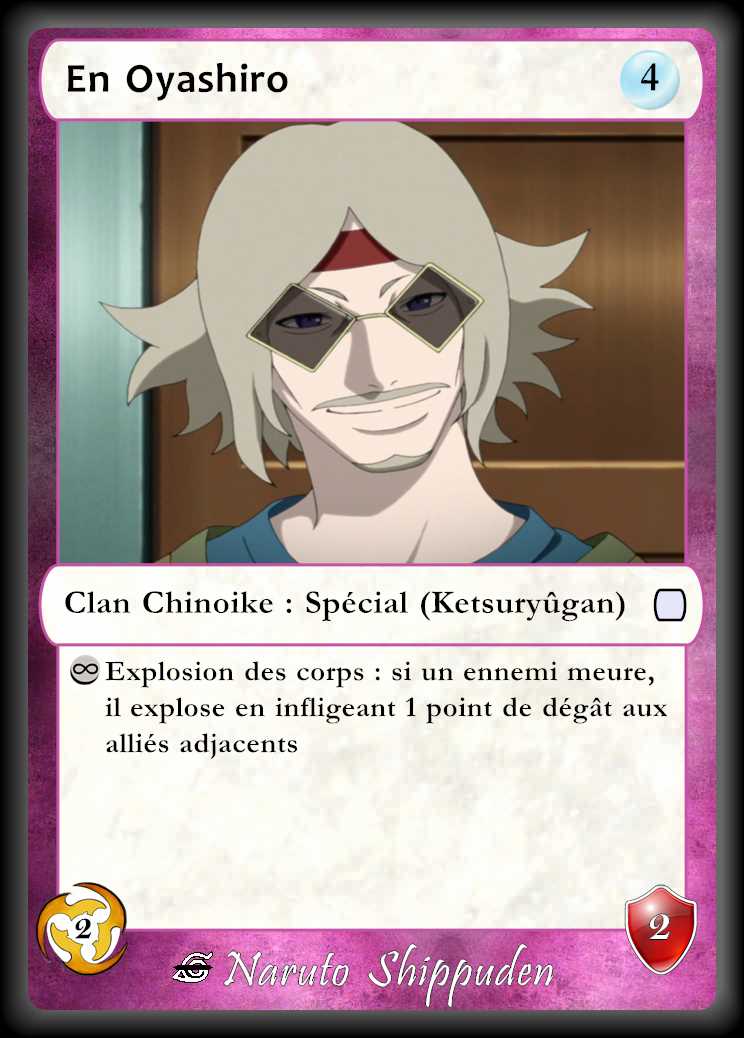 En Oyashiro
4
Clan Chinoike : Spécial (Ketsuryûgan)
∞ Explosion des corps : si un ennemi meure,
il explose en infligeant 1 point de dégât aux
alliés adjacents
2
2
Naruto Shippuden